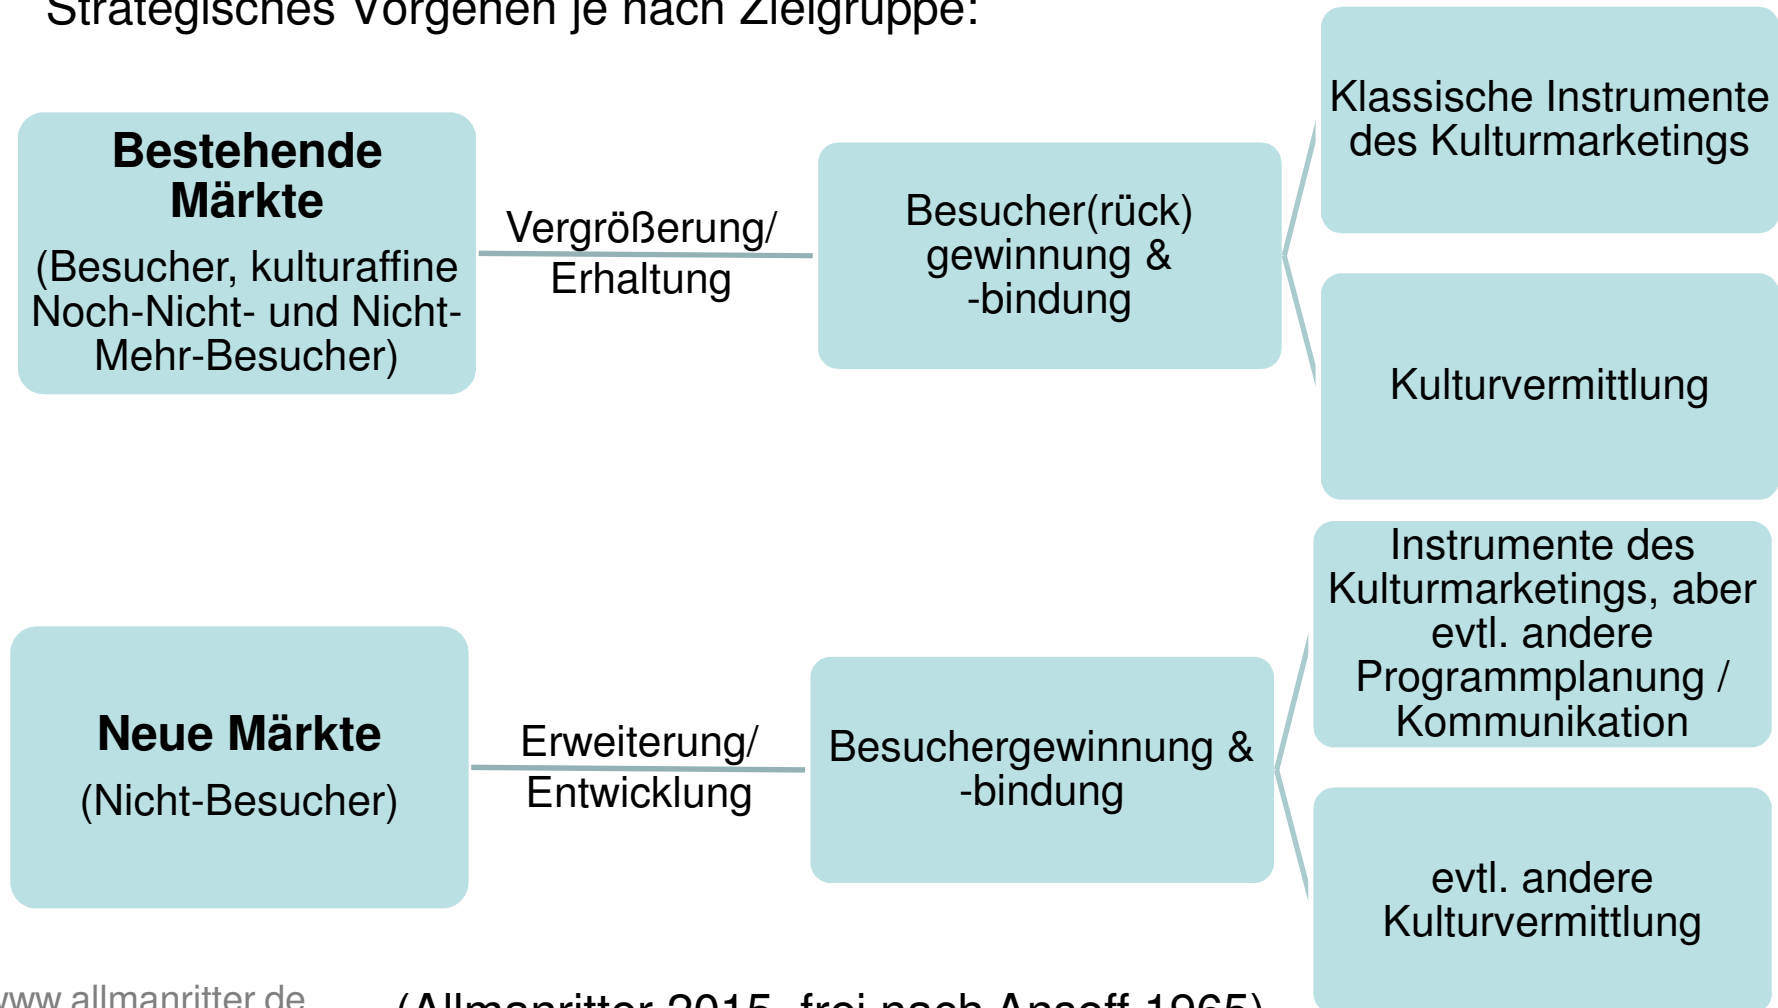 Strategisches Vorgehen je nach Zielgruppe:
Bestehende
Märkte
(Besucher, kulturaffine
Noch-Nicht- und Nicht-
Mehr-Besucher)
Vergrößerung/
Erhaltung
Besucher(rück)
gewinnung &
-bindung
Klassische Instrumente
des Kulturmarketings
Kulturvermittlung
Neue Märkte
(Nicht-Besucher)
Erweiterung/
Entwicklung
Besuchergewinnung &
-bindung
Instrumente des
Kulturmarketings, aber
evtl. andere
Programmplanung /
Kommunikation
evtl. andere
Kulturvermittlung
www.allmanritter.de
(Allmanritter 2015, frei nach Ansoff 1965)